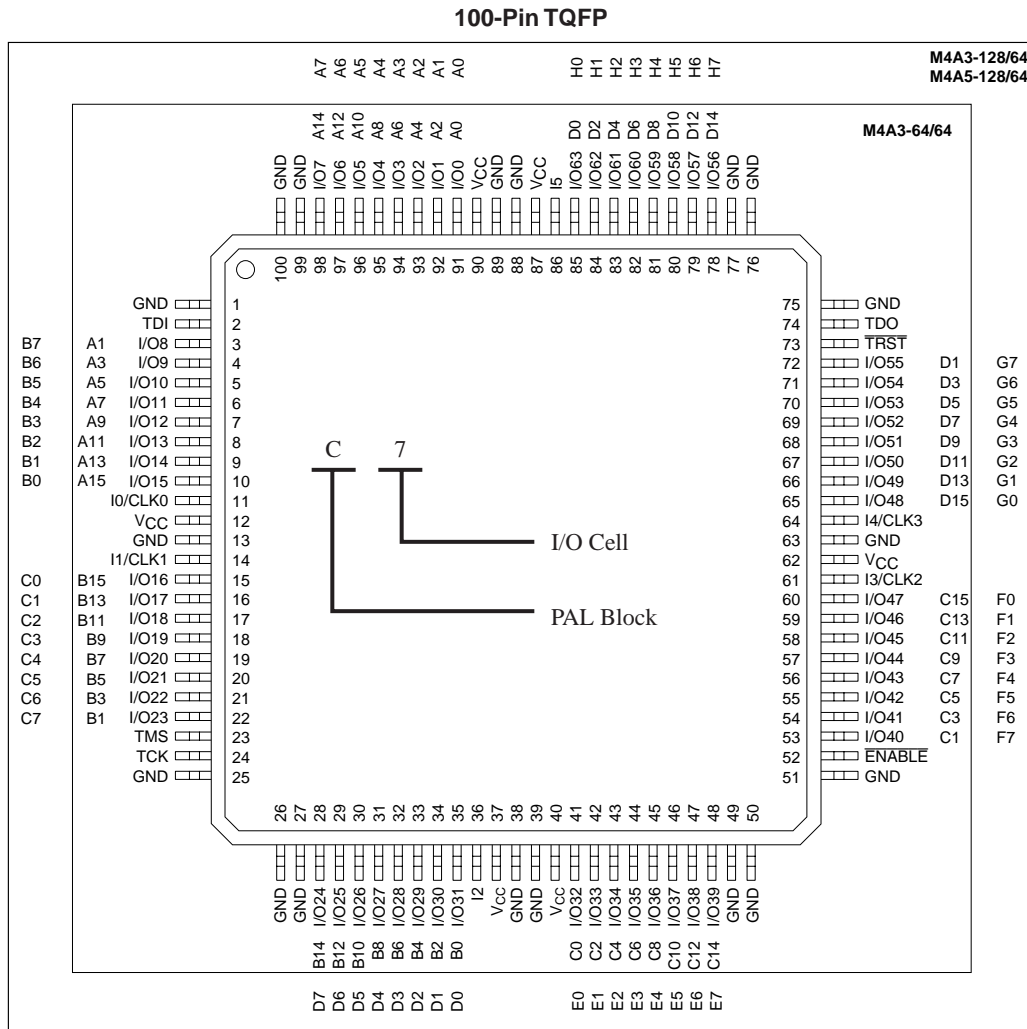 100-Pin TQFP
M4A3-128/64
M4A5-128/64
A7 A6 A5 A4 A3 A2 A1 A0 H0 H1 H2 H3 H4 H5 H6 H7
M4A3-64/64
A14 A12 A10 A8 A6 A4 A2 A0 D0 D2 D4 D6 D8 D10 D12 D14
GND GND I/O7 I/O6 I/O5 I/O4 I/O3 I/O2 I/O1 I/O0 VCC GND GND VCC I5 I/O63 I/O62 I/O61 I/O60 I/O59 I/O58 I/O57 I/O56 GND GND
100 99 98 97 96 95 94 93 92 91 90 89 88 87 86 85 84 83 82 81 80 79 78 77 76
GND 1 75 GND
TDI 2 74 TDO
B7 A1 I/O8 3 73 TRST
B6 A3 I/O9 4 72 I/O55 D1 G7
B5 A5 I/O10 5 71 I/O54 D3 G6
B4 A7 I/O11 6 70 I/O53 D5 G5
B3 A9 I/O12 7 69 I/O52 D7 G4
B2 A11 I/O13 8 68 I/O51 D9 G3
B1 A13 I/O14 9 67 I/O50 D11 G2
B0 A15 I/O15 10 66 I/O49 D13 G1
I0/CLK0 11 65 I/O48 D15 G0
VCC 12 64 I4/CLK3
GND 13 63 GND
I1/CLK1 14 62 VCC
C0 B15 I/O16 15 61 I3/CLK2
C1 B13 I/O17 16 60 I/O47 C15 F0
C2 B11 I/O18 17 59 I/O46 C13 F1
C3 B9 I/O19 18 58 I/O45 C11 F2
C4 B7 I/O20 19 57 I/O44 C9 F3
C5 B5 I/O21 20 56 I/O43 C7 F4
C6 B3 I/O22 21 55 I/O42 C5 F5
C7 B1 I/O23 22 54 I/O41 C3 F6
TMS 23 53 I/O40 C1 F7
TCK 24 52 ENABLE
GND 25 51 GND
C 7
I/O Cell
PAL Block
26 27 28 29 30 31 32 33 34 35 36 37 38 39 40 41 42 43 44 45 46 47 48 49 50
GND GND I/O24 I/O25 I/O26 I/O27 I/O28 I/O29 I/O30 I/O31 I2 VCC GND GND VCC I/O32 I/O33 I/O34 I/O35 I/O36 I/O37 I/O38 I/O39 GND GND
B14 B12 B10 B8 B6 B4 B2 B0 C0 C2 C4 C6 C8 C10 C12 C14
D7 D6 D5 D4 D3 D2 D1 D0 E0 E1 E2 E3 E4 E5 E6 E7